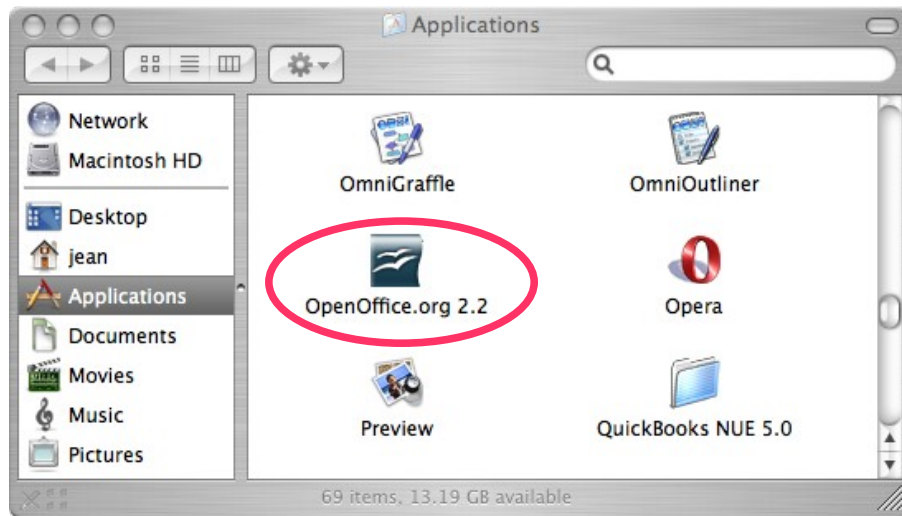 Applications
Network
Macintosh HD
Desktop
jean
Applications
Documents
Movies
Music
Pictures
OmniGraffle
OmniOutliner
OpenOffice.org 2.2
Opera
Preview
QuickBooks NUE 5.0
69 items, 13.19 GB available